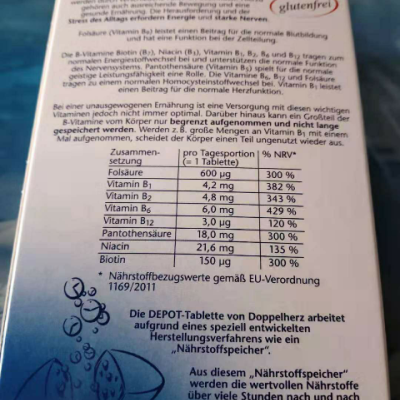 gehören auch ausreichende Bewegung und eine
gesunde Ernährung. Die Herausforderung und der
Stress des Alltags erfordern Energie und starke Nerven.
glutenfrei
Folsäure (Vitamin B9) leistet einen Beitrag für die normale Blutbildung
und hat eine Funktion bei der Zellteilung.
Die B-Vitamine Biotin (B7), Niacin (B3), Vitamin B1, B2, B6 und B12 tragen zum
normalen Energiestoffwechsel bei und unterstützen die normale Funktion
des Nervensystems. Pantothensäure (Vitamin B5) spielt für die normale
geistige Leistungsfähigkeit eine Rolle. Die Vitamine B6, B12 und Folsäure
tragen zu einem normalen Homocysteinstoffwechsel bei. Vitamin B1 leistet
einen Beitrag für die normale Herzfunktion.
Bei einer unausgewogenen Ernährung ist eine Versorgung mit diesen wichtigen
Vitaminen jedoch nicht immer optimal. Darüber hinaus kann ein Großteil der
B-Vitamine vom Körper nur begrenzt aufgenommen und nicht lange
gespeichert werden. Werden z.B. große Mengen an Vitamin B1 mit einem
Mal aufgenommen, scheidet der Körper einen Teil ungenutzt wieder aus.
Zusammen- pro Tagesportion % NRV*
setzung (= 1 Tablette)
Folsäure 600 µg 300 %
Vitamin B1 4,2 mg 382 %
Vitamin B2 4,8 mg 343 %
Vitamin B6 6,0 mg 429 %
Vitamin B12 3,0 µg 120 %
Pantothensäure 18,0 mg 300 %
Niacin 21,6 mg 135 %
Biotin 150 µg 300 %
* Nährstoffbezugswerte gemäß EU-Verordnung
1169/2011
Die DEPOT-Tablette von Doppelherz arbeitet
aufgrund eines speziell entwickelten
Herstellungsverfahrens wie ein
„Nährstoffspeicher".
Aus diesem „Nährstoffspeicher"
werden die wertvollen Nährstoffe
über viele Stunden nach und nach